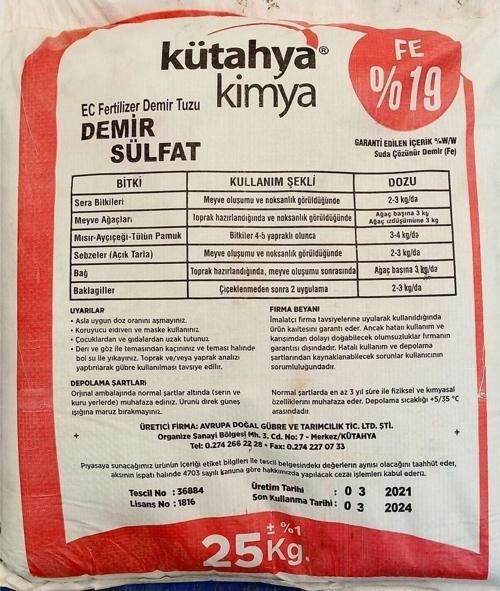 kütahya®
kimya
FE
%19
EC Fertilizer Demir Tuzu
DEMİR
SÜLFAT
GARANTİ EDİLEN İÇERİK %W/W
Suda Çözünür Demir (Fe)
BİTKİ KULLANIM ŞEKLİ DOZU
Sera Bitkileri Meyve oluşumu ve noksanlık görüldüğünde 2-3 kg/da
Meyve Ağaçları Toprak hazırlandığında ve noksanlık görüldüğünde Ağaç başına 3 kg
Ağaç izdüşümüne 3 kg
Mısır-Ayçiçeği-Tütün Pamuk Bitkiler 4-5 yapraklı olunca 3-4 kg/da
Sebzeler (Açık Tarla) Meyve oluşumu ve noksanlık görüldüğünde 2-3 kg/da
Bağ Toprak hazırlandığında, meyve oluşumu sonrasında Ağaç başına 3 kg/da
Baklagiller Çiçeklenmeden sonra 2 uygulama 2-3 kg/da
UYARILAR
• Asla uygun doz oranını aşmayınız.
• Koruyucu eldiven ve maske kullanınız.
• Çocuklardan ve gıdalardan uzak tutunuz.
• Deri ve göz ile temasından kaçınınız ve teması halinde
bol su ile yıkayınız. Toprak ve/veya yaprak analizi
yaptırılarak gübre kullanılması tavsiye edilir.
FİRMA BEYANI
İmalatçı firma tavsiyelerine uyularak kullanıldığında
ürün kaitesini garanti eder. Ancak hatalı kullanım ve
karışımdan dolayı doğabilecek olumsuzluklar firmanın
garantisi dışındadır. Hatalı kullanım ve depolama
şartlarından kaynaklanabilecek sorunlar kullanıcının
sorumluluğundadır.
DEPOLAMA ŞARTLARI
Orjinal ambalajında normal şartlar altında (serin ve
kuru yerlerde) muhafaza ediniz. Ürünü direk güneş
ışığına maruz bırakmayınız.
Normal şartlarda en az 3 yıl süre ile fiziksel ve kimyasal
özelliklerini muhafaza eder. Depolama sıcaklığı +5/35 °C
arasındadır.
ÜRETİCİ FİRMA: AVRUPA DOĞAL GÜBRE VE TARIMCILIK TİC. LTD. ŞTİ.
Organize Sanayi Bölgesi Mh. 3. Cd. No: 7 - Merkez/KÜTAHYA
Tel: 0.274 266 22 28 • Fax: 0.274 227 07 33
Piyasaya sunacağımız ürünün içeriği etiket bilgileri ile tescil belgesindeki değerlerin aynısı olacağını taahhüt eder,
aksinin ispatı halinde 4703 sayılı kanuna göre hakkımızda yapılacak cezai işlemleri kabul ederiz.
Tescil No : 36884
Lisans No : 1816
Üretim Tarihi : 0 3 2021
Son Kullanma Tarihi : 0 3 2024
25Kg. ± %1